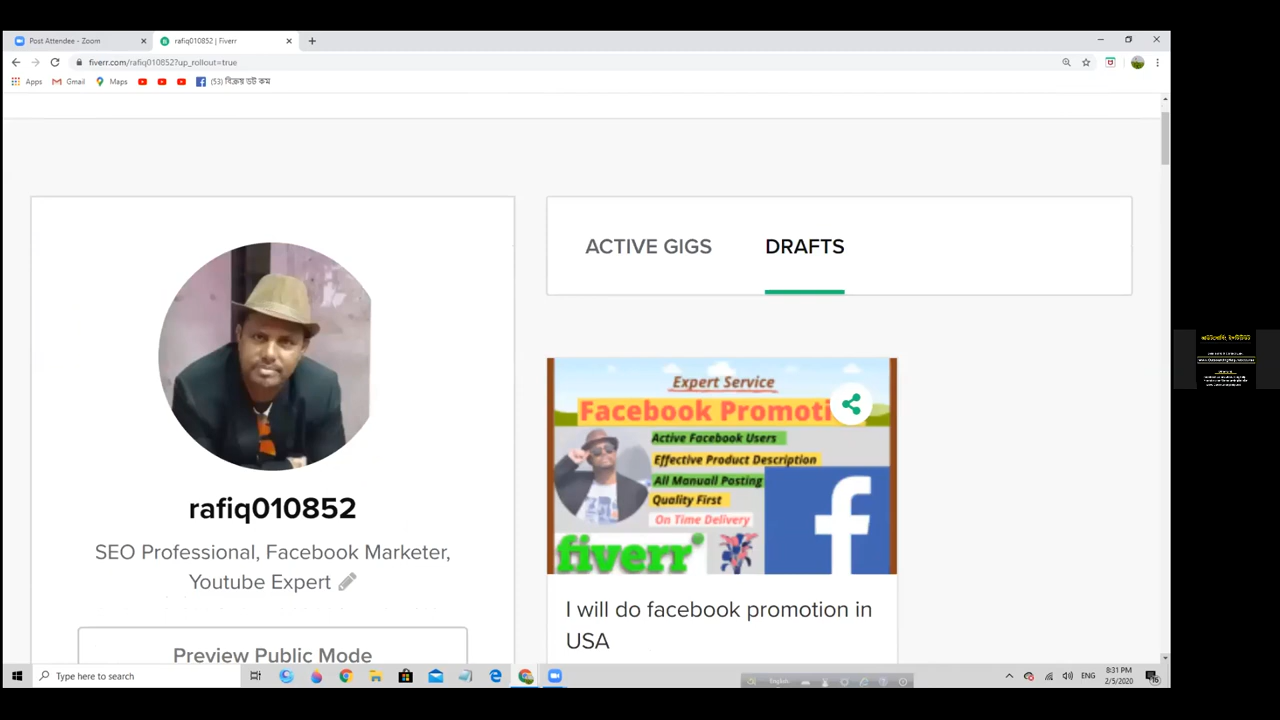 Post Attendee - Zoom
rafiq010852 | Fiverr
fiverr.com/rafiq010852?up_rollout=true
Apps
Gmail
Maps
(53) বিক্রয় ডট কম
ACTIVE GIGS
DRAFTS
rafiq010852
SEO Professional, Facebook Marketer,
Youtube Expert
Preview Public Mode
Expert Service
Facebook Promoti
Active Facebook Users
Effective Product Description
All Manuall Posting
Quality First
On Time Delivery
fiverr
f
I will do facebook promotion in
USA
Type here to search
English
ENG
8:31 PM
2/5/2020